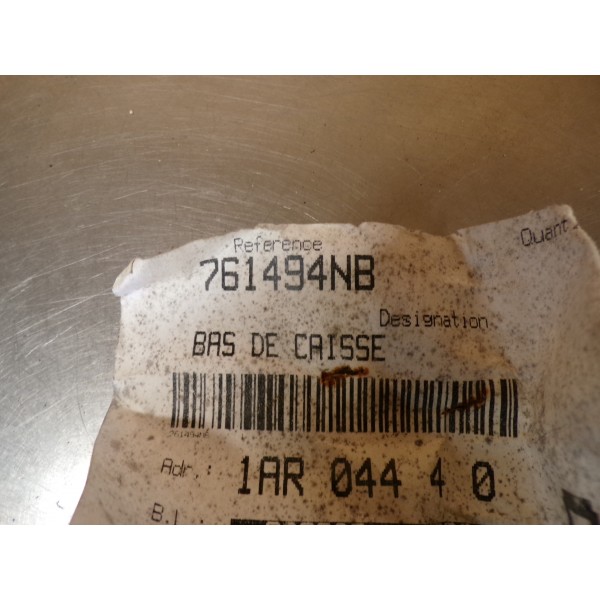 Reference Quant
761494NB
Designation
BAS DE CAISSE
Adr.: 1AR 044 4 0
B.L